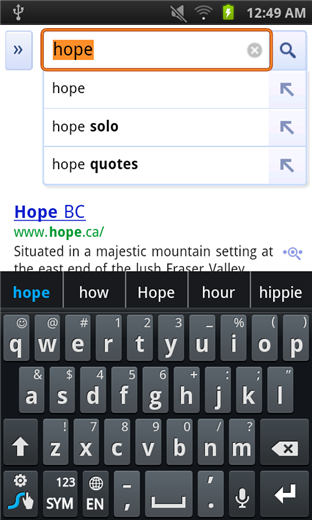 12:49 AM
» hope
hope
hope solo
hope quotes
Hope BC
www.hope.ca/
Situated in a majestic mountain setting at
the east end of the lush Fraser Valley
hope how Hope hour hippie
☺ @ # 1 2 3 _ % ( )
q w e r t y u i o p
& $ 4 5 6 + : ; "
a s d f g h j k l
! 7 8 9 0 / ?
z x c v b n m
123
SYM EN - , ' .